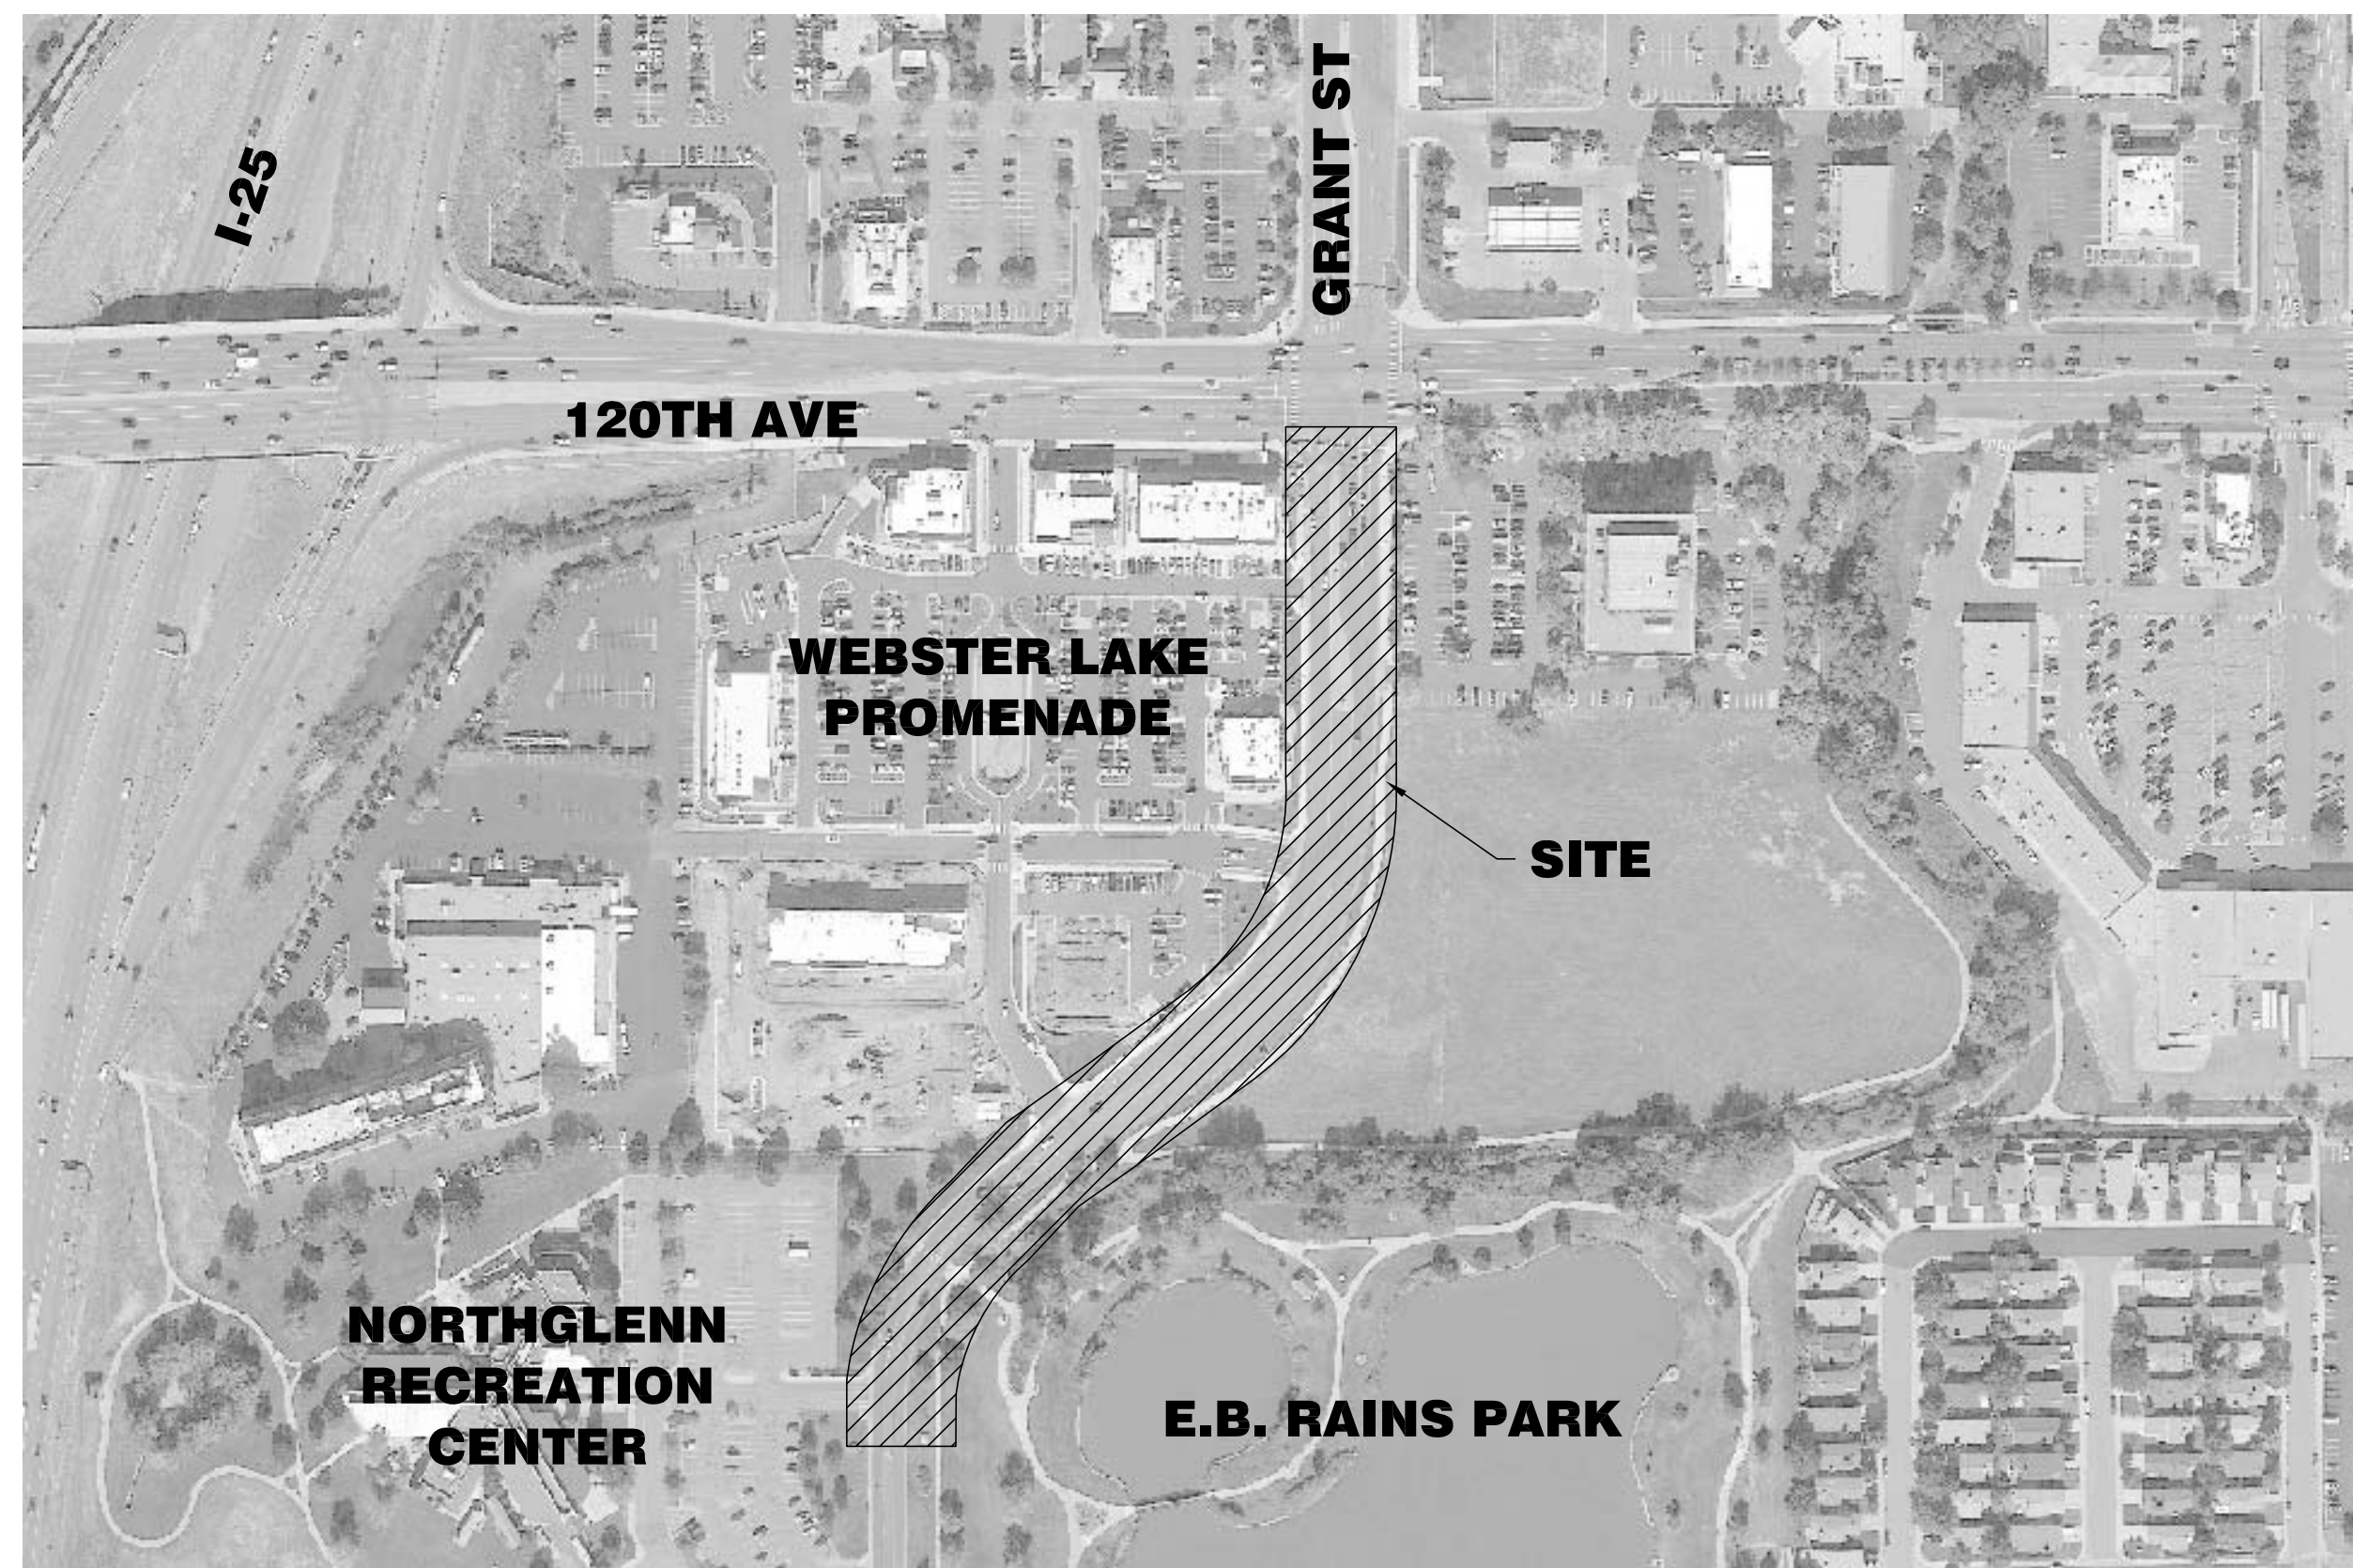 I-25
GRANT ST
120TH AVE
WEBSTER LAKE
PROMENADE
SITE
NORTHGLENN
RECREATION
CENTER
E.B. RAINS PARK